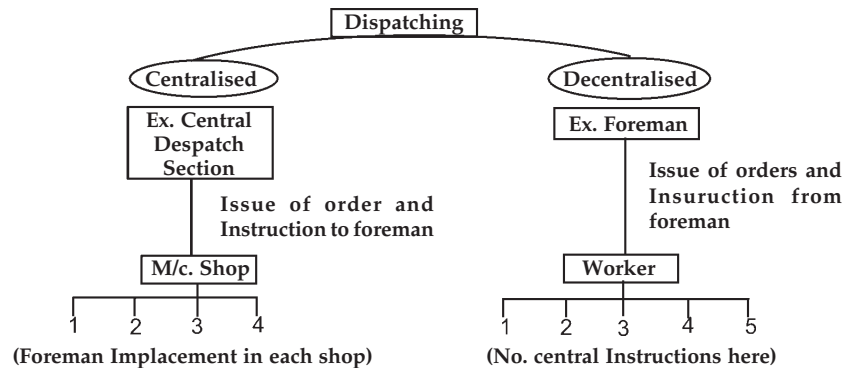 Dispatching
Centralised
Ex. Central
Despatch
Section
Issue of order and
Instruction to foreman
M/c. Shop
1 2 3 4
(Foreman Implacement in each shop)
Decentralised
Ex. Foreman
Issue of orders and
Insuruction from
foreman
Worker
1 2 3 4 5
(No. central Instructions here)